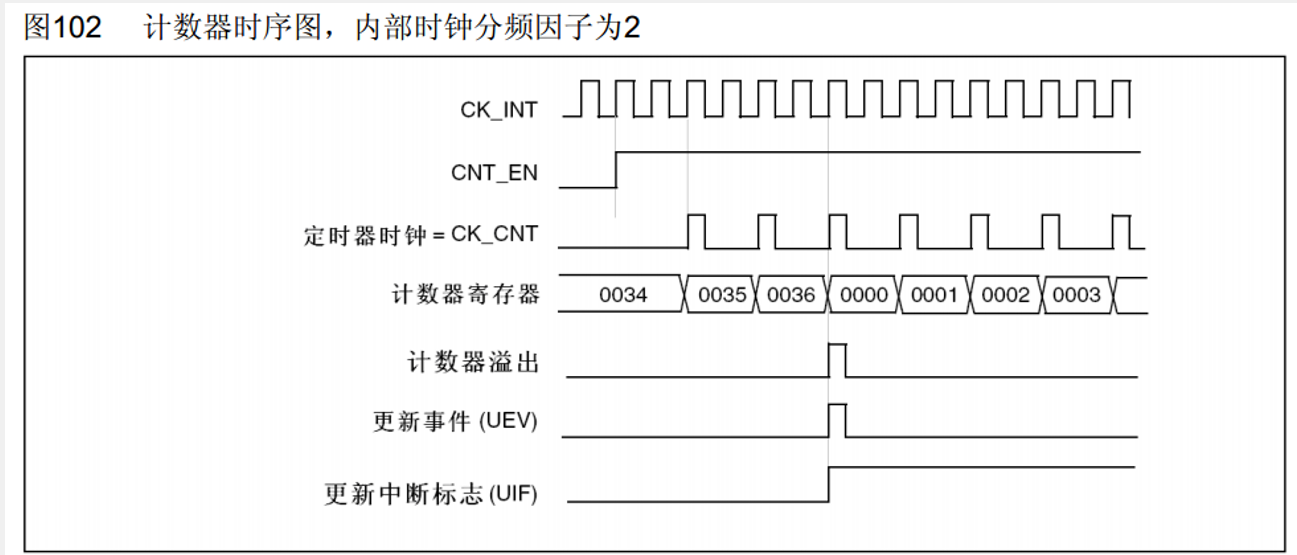 图102 计数器时序图，内部时钟分频因子为2
CK_INT
CNT_EN
定时器时钟 = CK_CNT
计数器寄存器 0034 0035 0036 0000 0001 0002 0003
计数器溢出
更新事件 (UEV)
更新中断标志 (UIF)